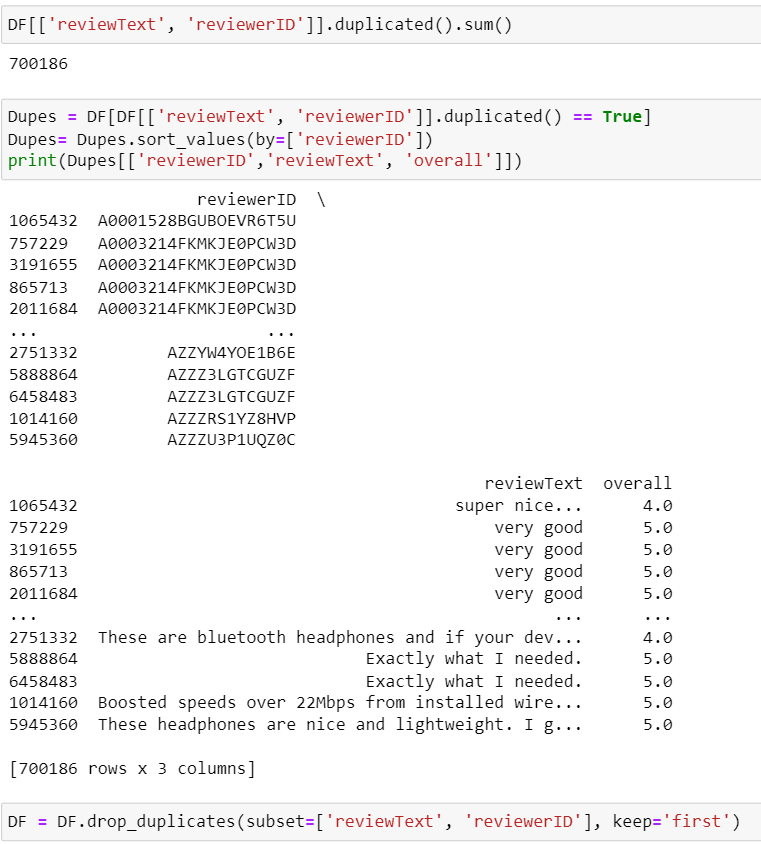 DF[['reviewText', 'reviewerID']].duplicated().sum()
700186
Dupes = DF[DF[['reviewText', 'reviewerID']].duplicated() == True]
Dupes= Dupes.sort_values(by=['reviewerID'])
print(Dupes[['reviewerID','reviewText', 'overall']])
reviewerID  \
1065432  A0001528BGUBOEVR6T5U
757229   A0003214FKMKJE0PCW3D
3191655  A0003214FKMKJE0PCW3D
865713   A0003214FKMKJE0PCW3D
2011684  A0003214FKMKJE0PCW3D
...                       ...
2751332        AZZYW4YOE1B6E
5888864        AZZZ3LGTCGUZF
6458483        AZZZ3LGTCGUZF
1014160        AZZZRS1YZ8HVP
5945360        AZZZU3P1UQZ0C
reviewText  overall
1065432  super nice...  4.0
757229  very good  5.0
3191655  very good  5.0
865713  very good  5.0
2011684  very good  5.0
...  ...  ...
2751332  These are bluetooth headphones and if your dev...  4.0
5888864  Exactly what I needed.  5.0
6458483  Exactly what I needed.  5.0
1014160  Boosted speeds over 22Mbps from installed wire...  5.0
5945360  These headphones are nice and lightweight. I g...  5.0
[700186 rows x 3 columns]
DF = DF.drop_duplicates(subset=['reviewText', 'reviewerID'], keep='first')